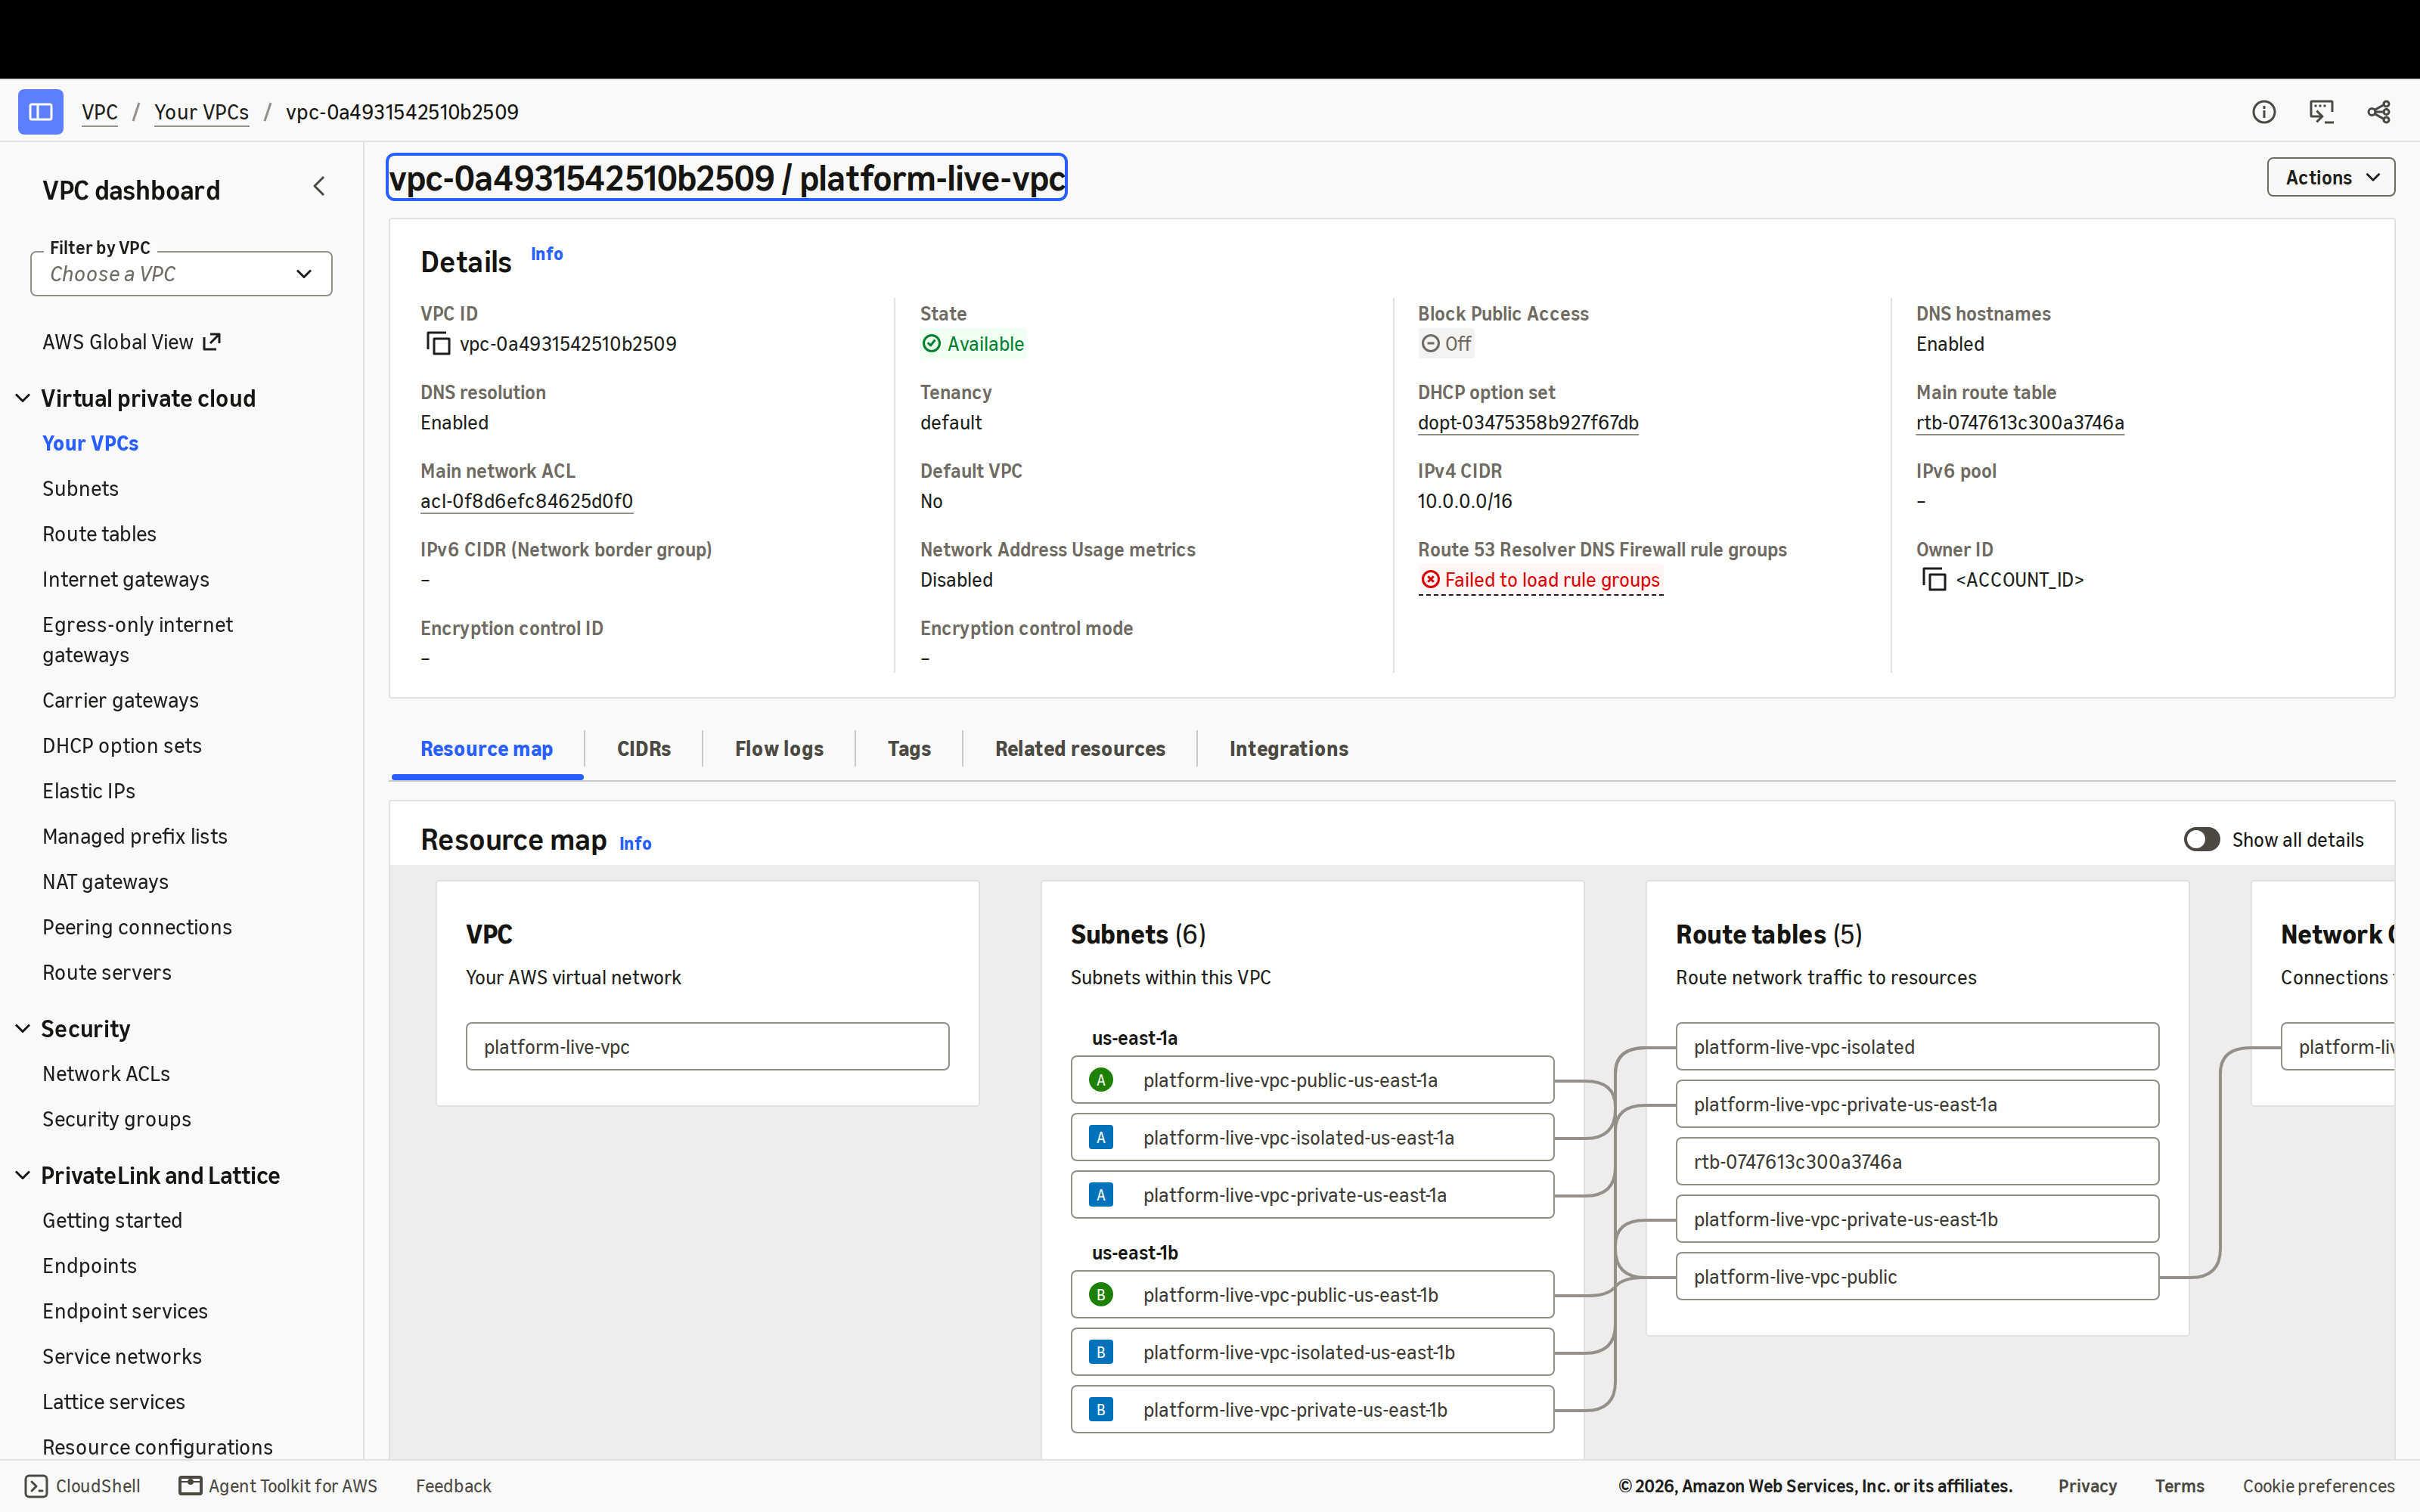 VPC / Your VPCs / vpc-0a4931542510b2509
VPC dashboard
Filter by VPC
Choose a VPC
AWS Global View
Virtual private cloud
Your VPCs
Subnets
Route tables
Internet gateways
Egress-only internet
gateways
Carrier gateways
DHCP option sets
Elastic IPs
Managed prefix lists
NAT gateways
Peering connections
Route servers
Security
Network ACLs
Security groups
PrivateLink and Lattice
Getting started
Endpoints
Endpoint services
Service networks
Lattice services
Resource configurations
vpc-0a4931542510b2509 / platform-live-vpc
Actions
Details Info
VPC ID
vpc-0a4931542510b2509
State
Available
Block Public Access
Off
DNS hostnames
Enabled
DNS resolution
Enabled
Tenancy
default
DHCP option set
dopt-03475358b927f67db
Main route table
rtb-0747613c300a3746a
Main network ACL
acl-0f8d6efc84625d0f0
Default VPC
No
IPv4 CIDR
10.0.0.0/16
IPv6 pool
–
IPv6 CIDR (Network border group)
–
Network Address Usage metrics
Disabled
Route 53 Resolver DNS Firewall rule groups
Failed to load rule groups
Owner ID
<ACCOUNT_ID>
Encryption control ID
–
Encryption control mode
–
Resource map
CIDRs
Flow logs
Tags
Related resources
Integrations
Resource map Info
Show all details
VPC
Your AWS virtual network
platform-live-vpc
Subnets (6)
Subnets within this VPC
us-east-1a
A platform-live-vpc-public-us-east-1a
A platform-live-vpc-isolated-us-east-1a
A platform-live-vpc-private-us-east-1a
us-east-1b
B platform-live-vpc-public-us-east-1b
B platform-live-vpc-isolated-us-east-1b
B platform-live-vpc-private-us-east-1b
Route tables (5)
Route network traffic to resources
platform-live-vpc-isolated
platform-live-vpc-private-us-east-1a
rtb-0747613c300a3746a
platform-live-vpc-private-us-east-1b
platform-live-vpc-public
Network
Connections
CloudShell
Agent Toolkit for AWS
Feedback
© 2026, Amazon Web Services, Inc. or its affiliates.
Privacy
Terms
Cookie preferences